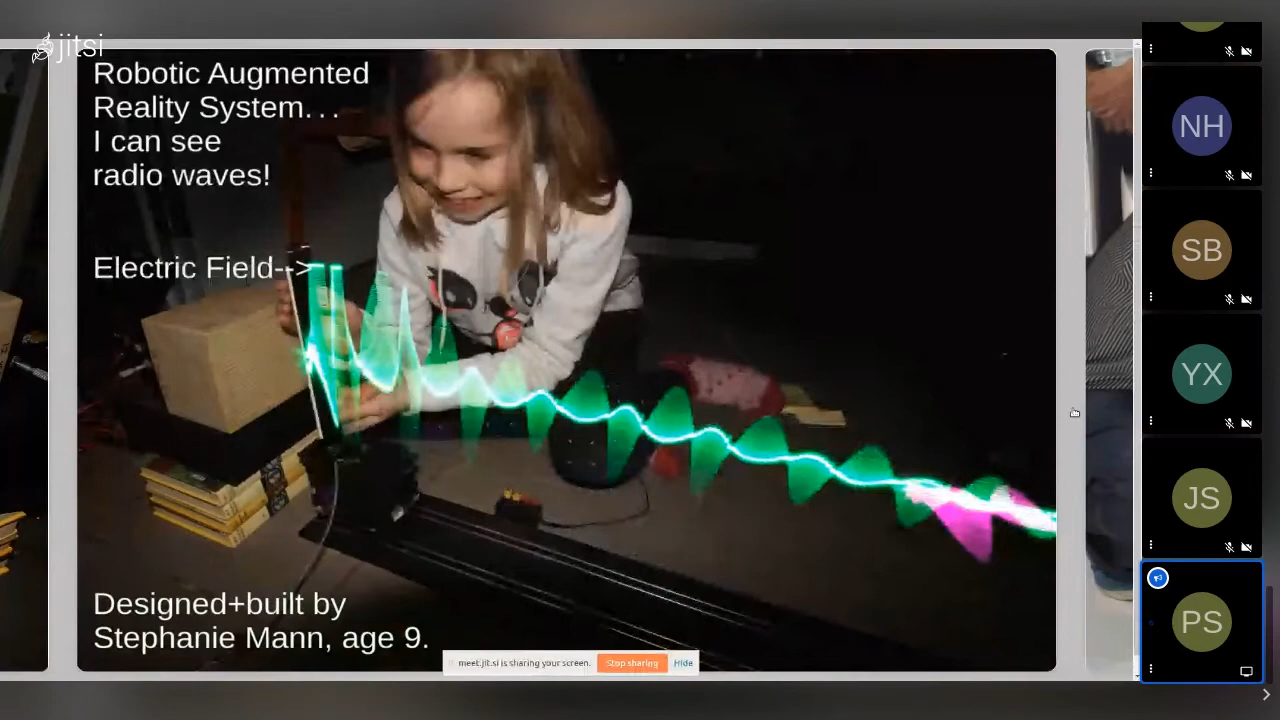 jitsi
Robotic Augmented
Reality System...
I can see
radio waves!
Electric Field-->
Designed+built by
Stephanie Mann, age 9.
meet.jit.si is sharing your screen. Stop sharing Hide
NH
SB
YX
JS
PS